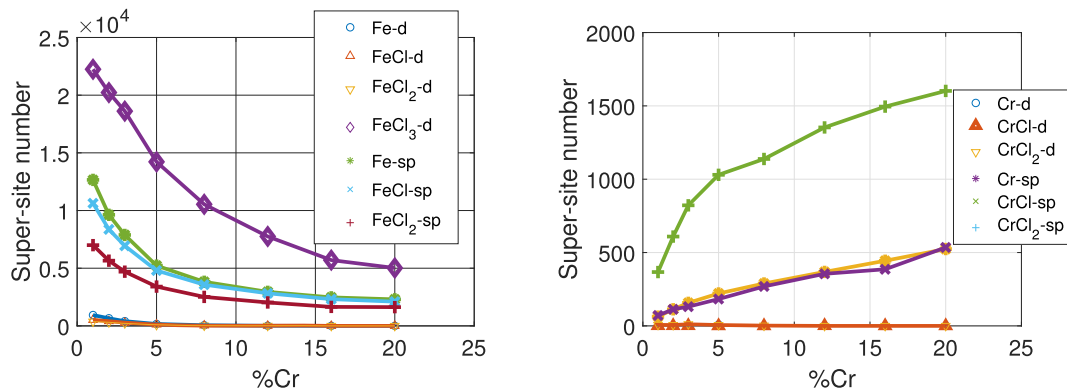 ×10⁴
2.5
2
1.5
1
0.5
0
0 5 10 15 20 25
%Cr
Super-site number
Fe-d
FeCl-d
FeCl₂-d
FeCl₃-d
Fe-sp
FeCl-sp
FeCl₂-sp
2000
1500
1000
500
0
0 5 10 15 20 25
%Cr
Super-site number
Cr-d
CrCl-d
CrCl₂-d
Cr-sp
CrCl-sp
CrCl₂-sp